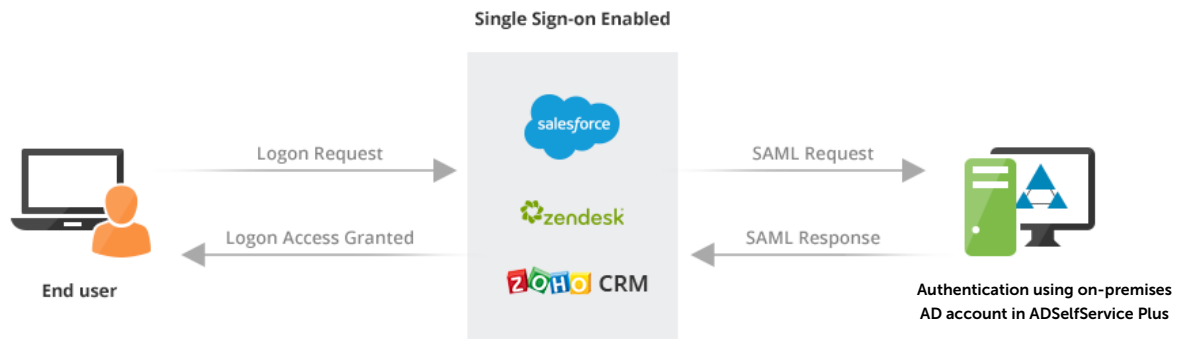 Single Sign-on Enabled
salesforce
Logon Request
SAML Request
zendesk
Logon Access Granted
SAML Response
ZOHO CRM
End user
Authentication using on-premises
AD account in ADSelfService Plus